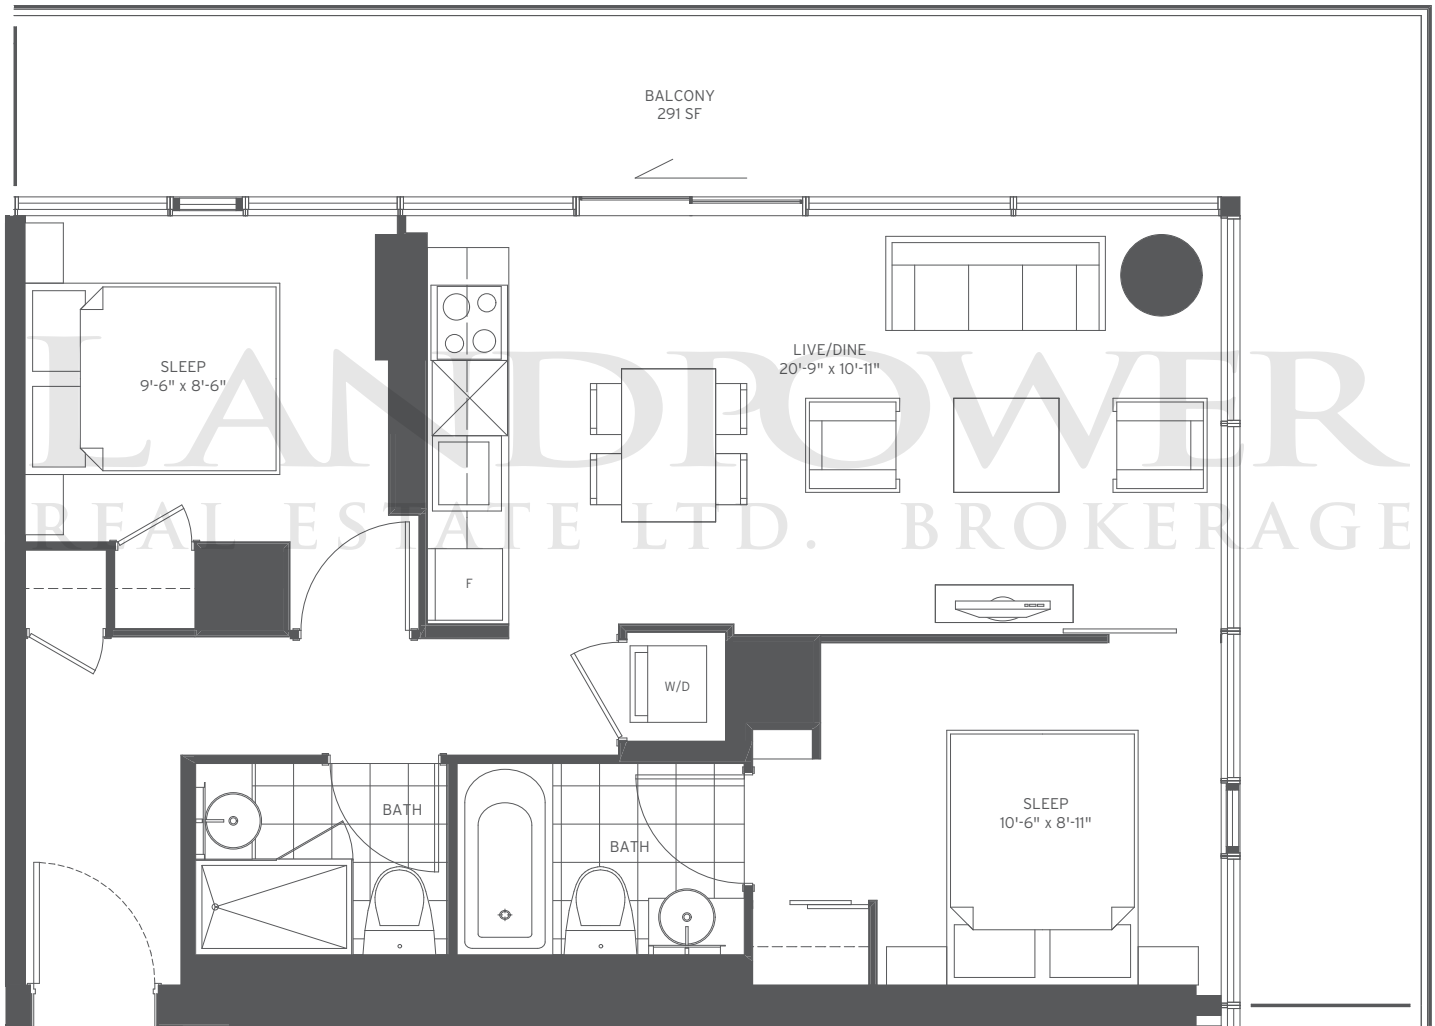 BALCONY
291 SF
LIVE/DINE
20'-9" x 10'-11"
SLEEP
9'-6" x 8'-6"
LANDPOWER
REAL ESTATE LTD. BROKERAGE
F
W/D
BATH
BATH
SLEEP
10'-6" x 8'-11"